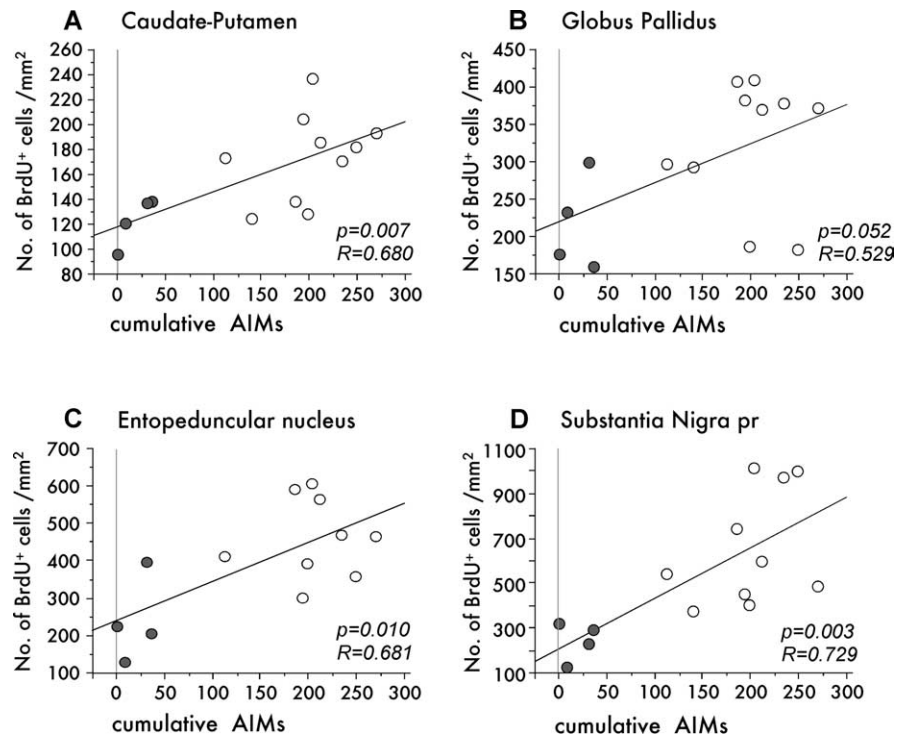 A Caudate-Putamen
No. of BrdU⁺ cells /mm²
260
240
220
200
180
160
140
120
100
80
p=0.007
R=0.680
0 50 100 150 200 250 300
cumulative AIMs
B Globus Pallidus
No. of BrdU⁺ cells /mm²
450
400
350
300
250
200
150
p=0.052
R=0.529
0 50 100 150 200 250 300
cumulative AIMs
C Entopeduncular nucleus
No. of BrdU⁺ cells /mm²
700
600
500
400
300
200
100
p=0.010
R=0.681
0 50 100 150 200 250 300
cumulative AIMs
D Substantia Nigra pr
No. of BrdU⁺ cells /mm²
1100
900
700
500
300
100
p=0.003
R=0.729
0 50 100 150 200 250 300
cumulative AIMs